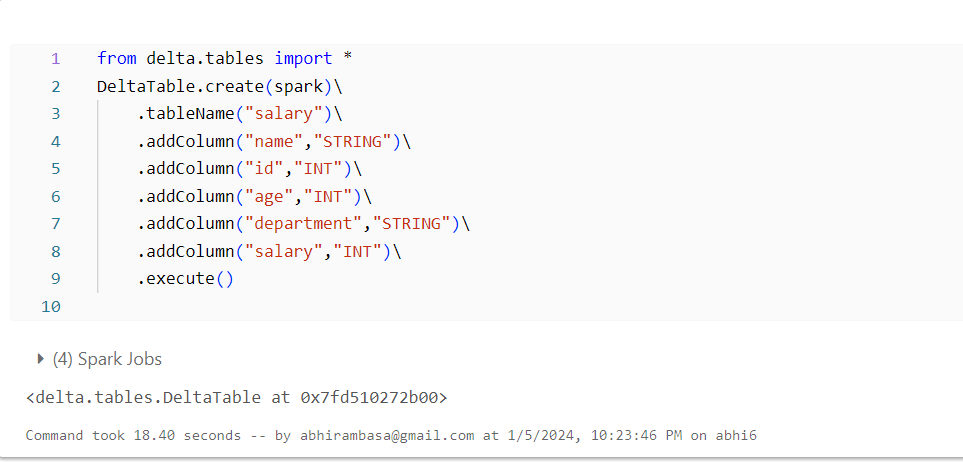 1 from delta.tables import *
2 DeltaTable.create(spark)\
3 .tableName("salary")\
4 .addColumn("name","STRING")\
5 .addColumn("id","INT")\
6 .addColumn("age","INT")\
7 .addColumn("department","STRING")\
8 .addColumn("salary","INT")\
9 .execute()
10
(4) Spark Jobs
<delta.tables.DeltaTable at 0x7fd510272b00>
Command took 18.40 seconds -- by abhirambasa@gmail.com at 1/5/2024, 10:23:46 PM on abhi6